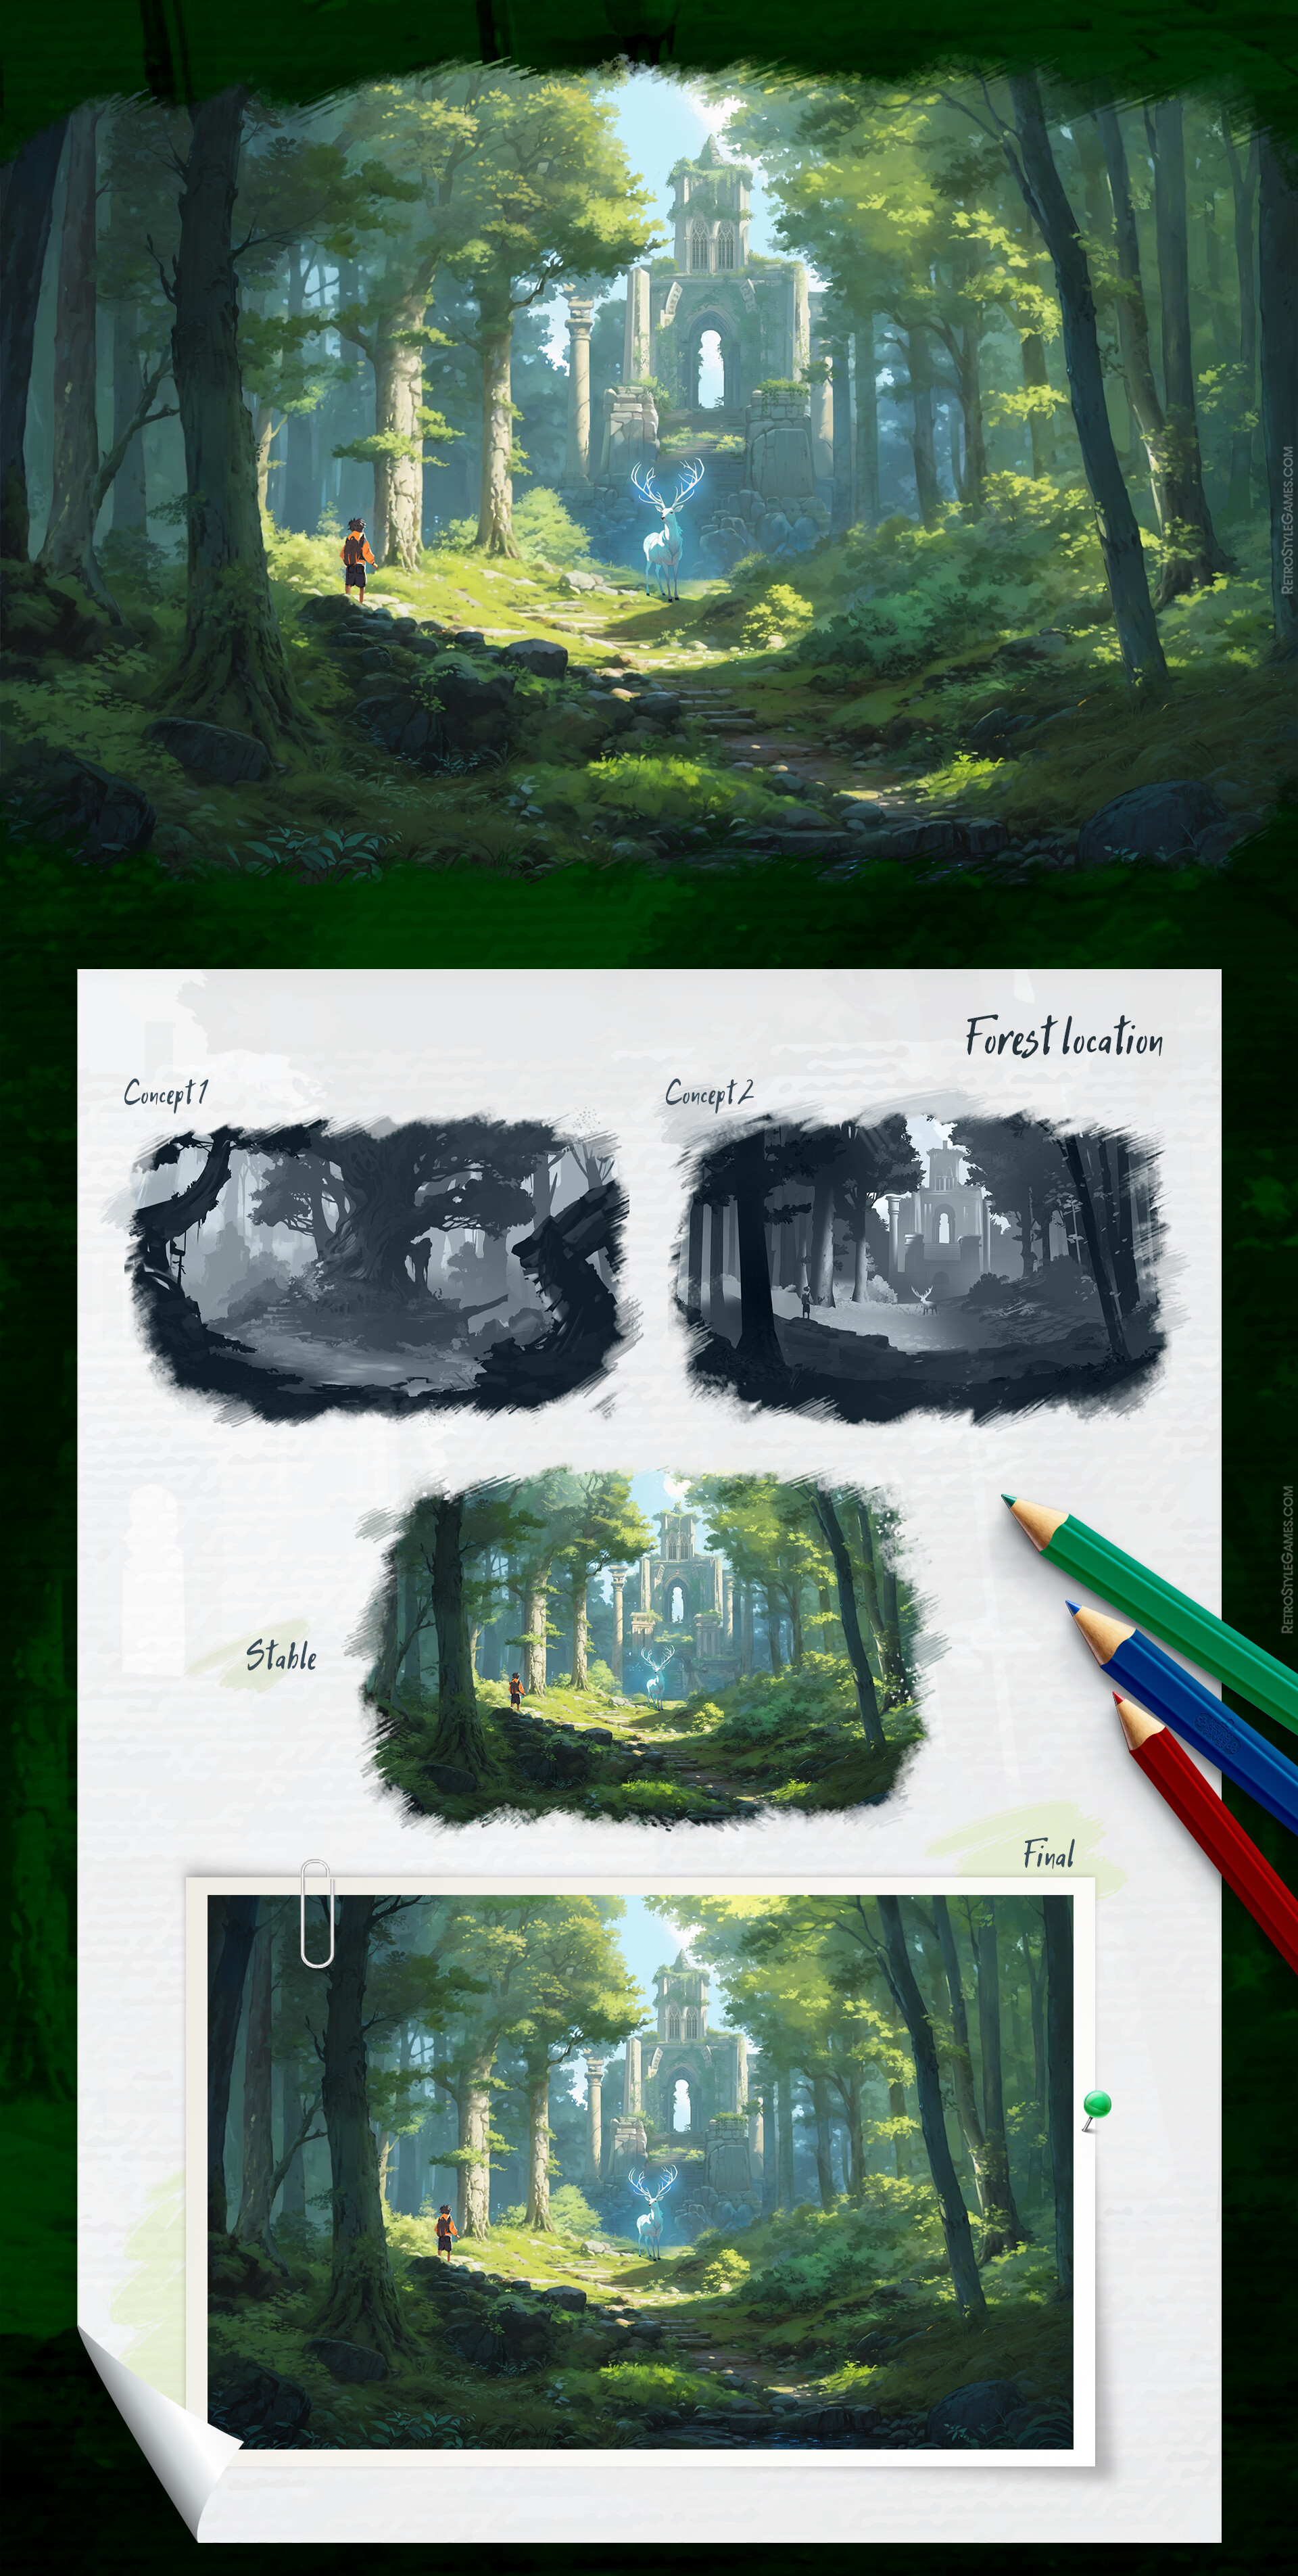 RetroStyleGames.com
Forest location
Concept 1
Concept 2
RetroStyleGames.com
Stable
Final